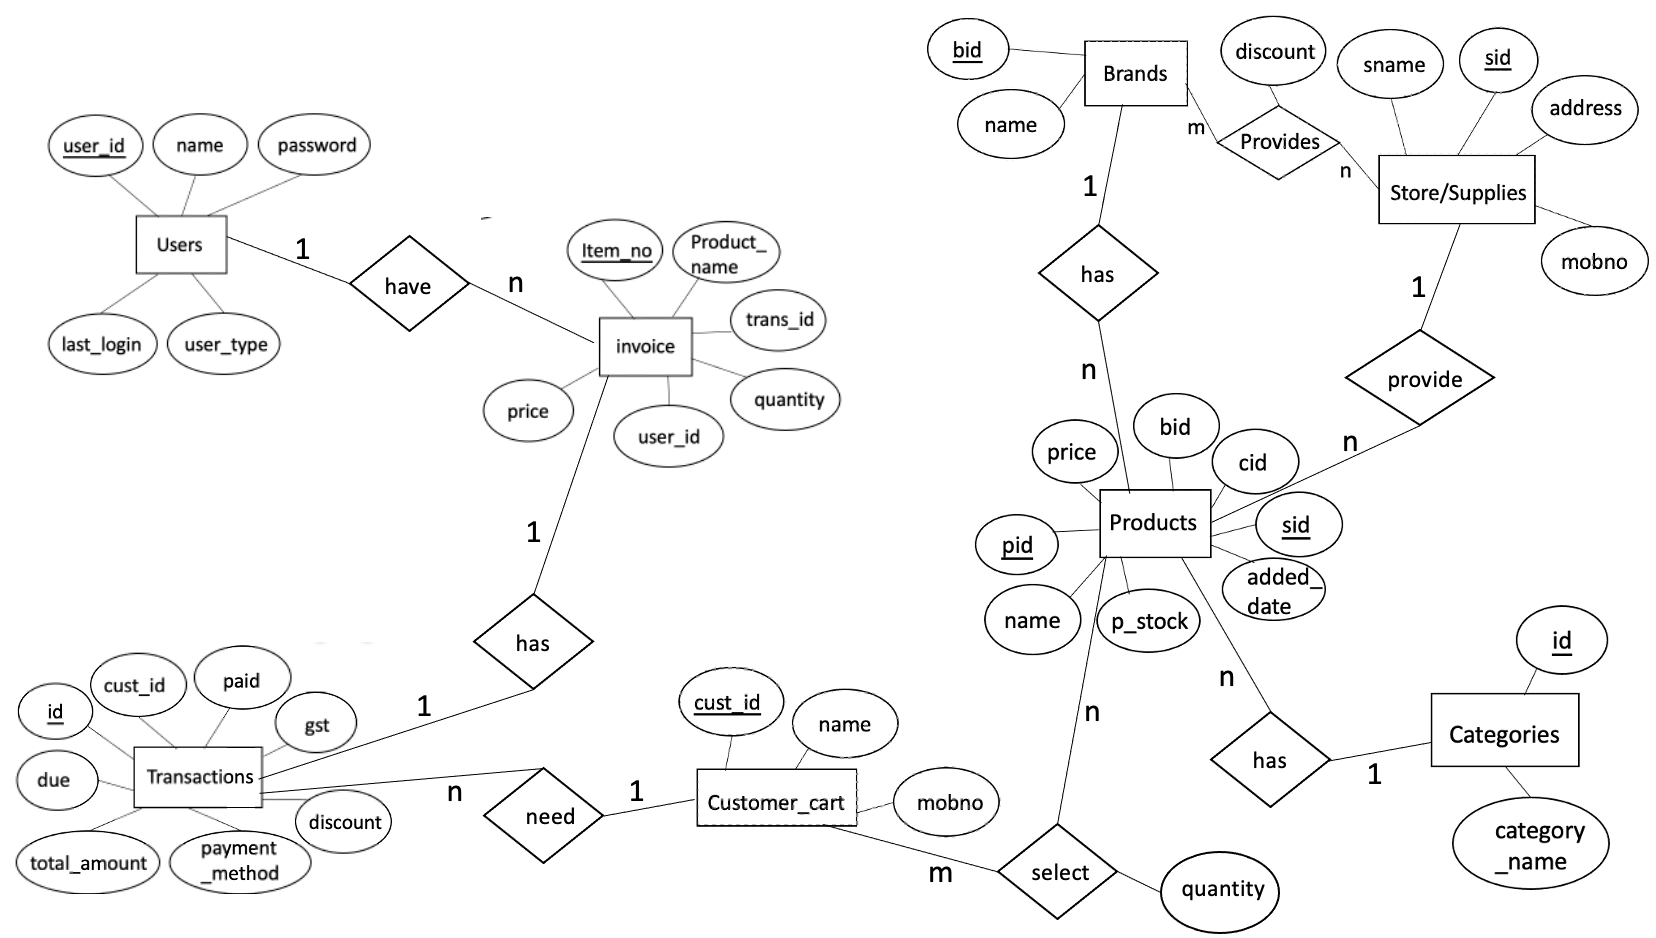 bid
Brands
name
m
discount
Provides
n
sname
sid
address
Store/Supplies
mobno
user_id
name
password
Users
last_login
user_type
1
have
n
Item_no
Product_
name
trans_id
invoice
price
quantity
user_id
1
has
n
1
provide
n
price
bid
cid
Products
sid
pid
added_
date
name
p_stock
1
has
1
id
cust_id
paid
gst
due
Transactions
discount
total_amount
payment
_method
n
need
1
cust_id
name
Customer_cart
mobno
m
n
select
quantity
n
has
1
id
Categories
category
_name